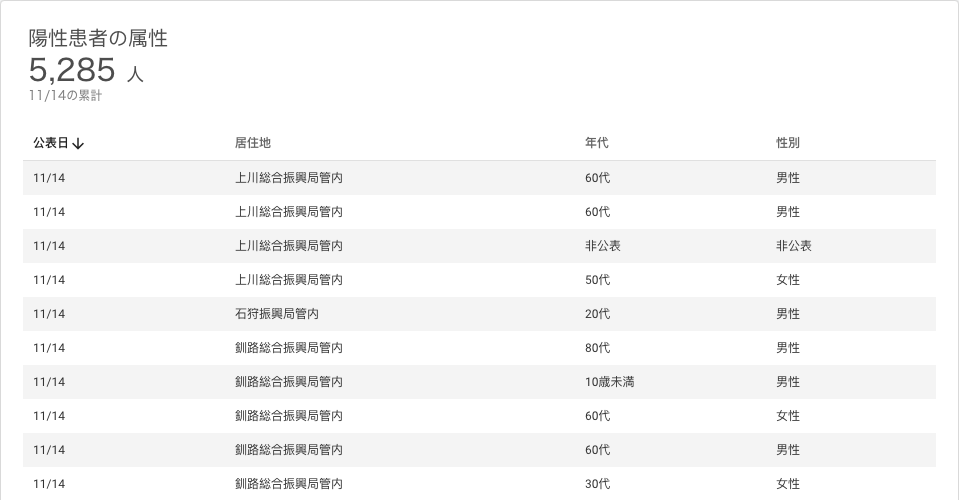 陽性患者の属性
5,285 人
11/14の累計
公表日↓ 居住地 年代 性別
11/14 上川総合振興局管内 60代 男性
11/14 上川総合振興局管内 60代 男性
11/14 上川総合振興局管内 非公表 非公表
11/14 上川総合振興局管内 50代 女性
11/14 石狩振興局管内 20代 男性
11/14 釧路総合振興局管内 80代 男性
11/14 釧路総合振興局管内 10歳未満 男性
11/14 釧路総合振興局管内 60代 女性
11/14 釧路総合振興局管内 60代 男性
11/14 釧路総合振興局管内 30代 女性